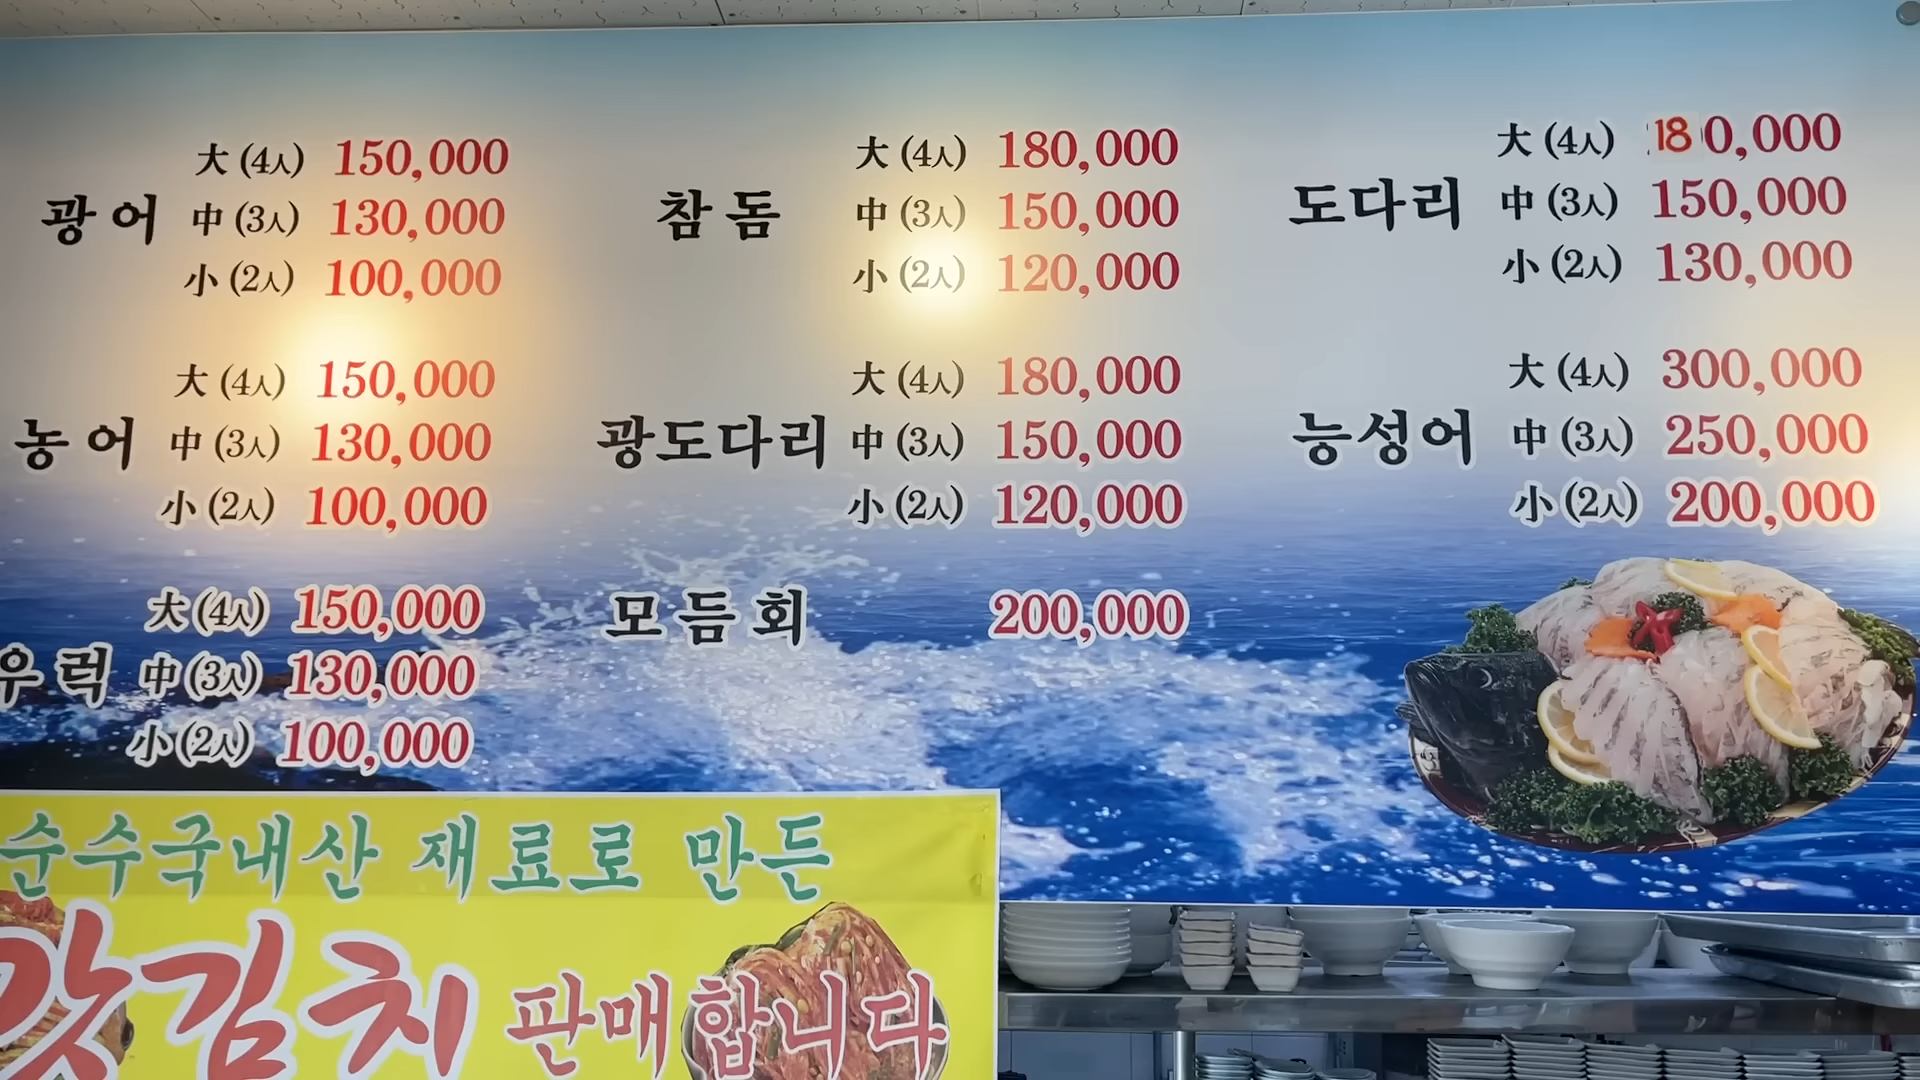 광어
大 (4人) 150,000
中 (3人) 130,000
小 (2人) 100,000
농어
大 (4人) 150,000
中 (3人) 130,000
小 (2人) 100,000
우럭
大 (4人) 150,000
中 (3人) 130,000
小 (2人) 100,000
참돔
大 (4人) 180,000
中 (3人) 150,000
小 (2人) 120,000
광도다리
大 (4人) 180,000
中 (3人) 150,000
小 (2人) 120,000
모듬회 200,000
도다리
大 (4人) 180,000
中 (3人) 150,000
小 (2人) 130,000
능성어
大 (4人) 300,000
中 (3人) 250,000
小 (2人) 200,000
순수국내산 재료로 만든
맛김치 판매합니다